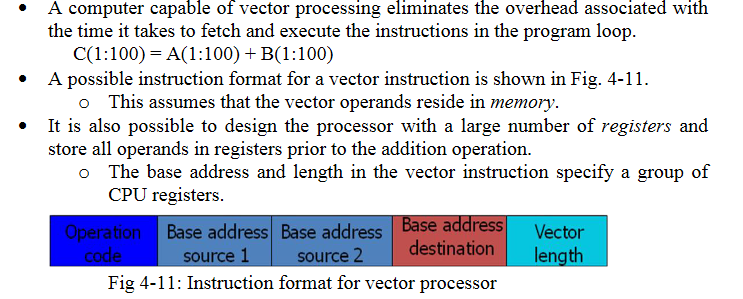 • A computer capable of vector processing eliminates the overhead associated with
the time it takes to fetch and execute the instructions in the program loop.
C(1:100) = A(1:100) + B(1:100)
• A possible instruction format for a vector instruction is shown in Fig. 4-11.
o This assumes that the vector operands reside in memory.
• It is also possible to design the processor with a large number of registers and
store all operands in registers prior to the addition operation.
o The base address and length in the vector instruction specify a group of
CPU registers.
Operation code
Base address source 1
Base address source 2
Base address destination
Vector length
Fig 4-11: Instruction format for vector processor